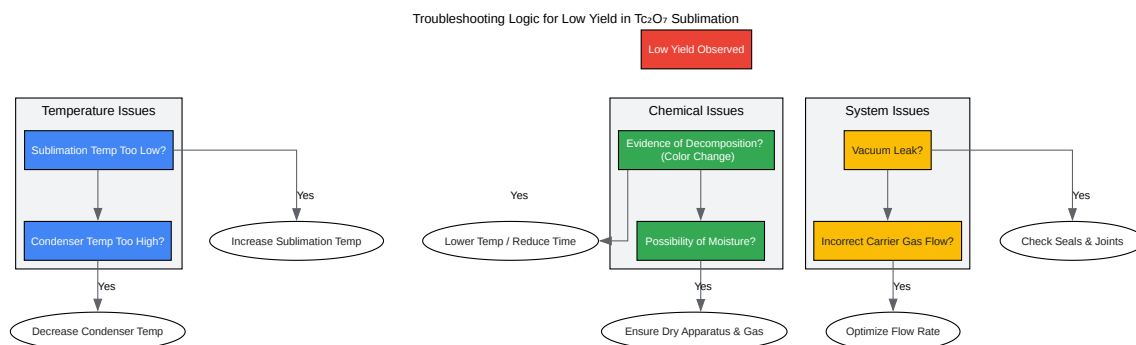 Troubleshooting Logic for Low Yield in Tc₂O₇ Sublimation
Low Yield Observed
Temperature Issues
Chemical Issues
System Issues
Sublimation Temp Too Low?
Evidence of Decomposition?
(Color Change)
Vacuum Leak?
Yes
Yes
Yes
Condenser Temp Too High?
Increase Sublimation Temp
Lower Temp / Reduce Time
Possibility of Moisture?
Incorrect Carrier Gas Flow?
Check Seals & Joints
Yes
Yes
Yes
Decrease Condenser Temp
Ensure Dry Apparatus & Gas
Optimize Flow Rate